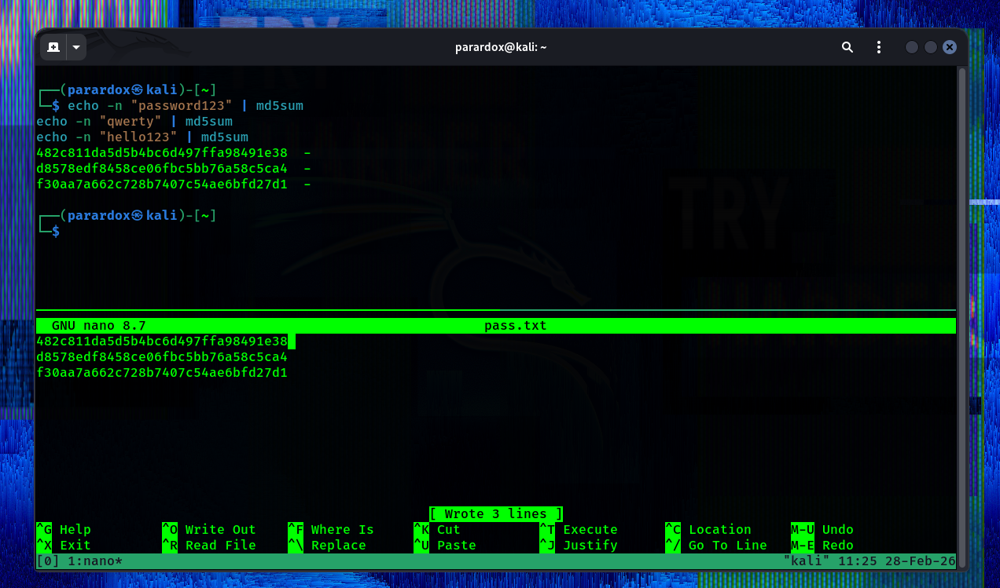 parardox@kali: ~
┌──(parardox㉿kali)-[~]
└─$ echo -n "password123" | md5sum
echo -n "qwerty" | md5sum
echo -n "hello123" | md5sum
482c811da5d5b4bc6d497ffa98491e38  -
d8578edf8458ce06fbc5bb76a58c5ca4  -
f30aa7a662c728b7407c54ae6bfd27d1  -
┌──(parardox㉿kali)-[~]
└─$
GNU nano 8.7 pass.txt
482c811da5d5b4bc6d497ffa98491e38
d8578edf8458ce06fbc5bb76a58c5ca4
f30aa7a662c728b7407c54ae6bfd27d1
[ Wrote 3 lines ]
^G Help ^O Write Out ^F Where Is ^K Cut ^T Execute ^C Location M-U Undo
^X Exit ^R Read File ^\ Replace ^U Paste ^J Justify ^/ Go To Line M-E Redo
[0] 1:nano* "kali" 11:25 28-Feb-26
TRY
TRY